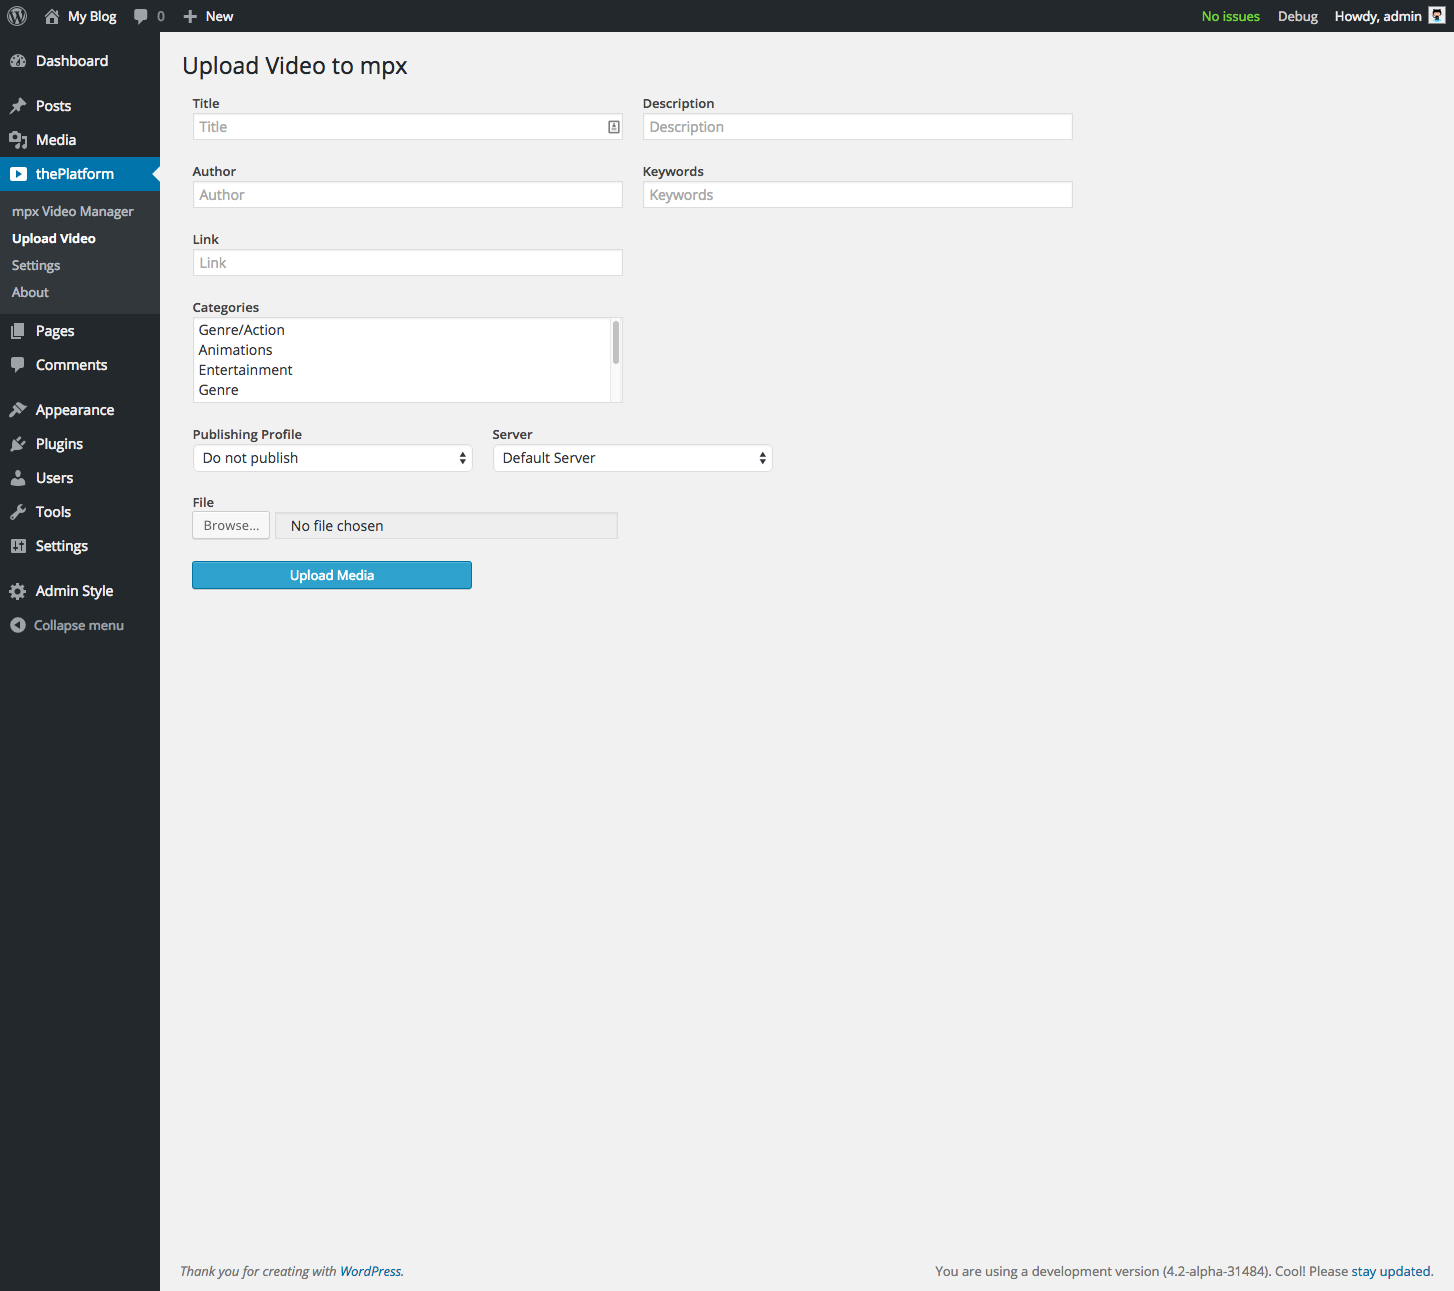 My Blog 0 New No issues Debug Howdy, admin
Dashboard
Posts
Media
thePlatform
mpx Video Manager
Upload Video
Settings
About
Pages
Comments
Appearance
Plugins
Users
Tools
Settings
Admin Style
Collapse menu
Upload Video to mpx
Title Description
Title Description
Author Keywords
Author Keywords
Link
Link
Categories
Genre/Action
Animations
Entertainment
Genre
Publishing Profile Server
Do not publish Default Server
File
Browse... No file chosen
Upload Media
Thank you for creating with WordPress. You are using a development version (4.2-alpha-31484). Cool! Please stay updated.